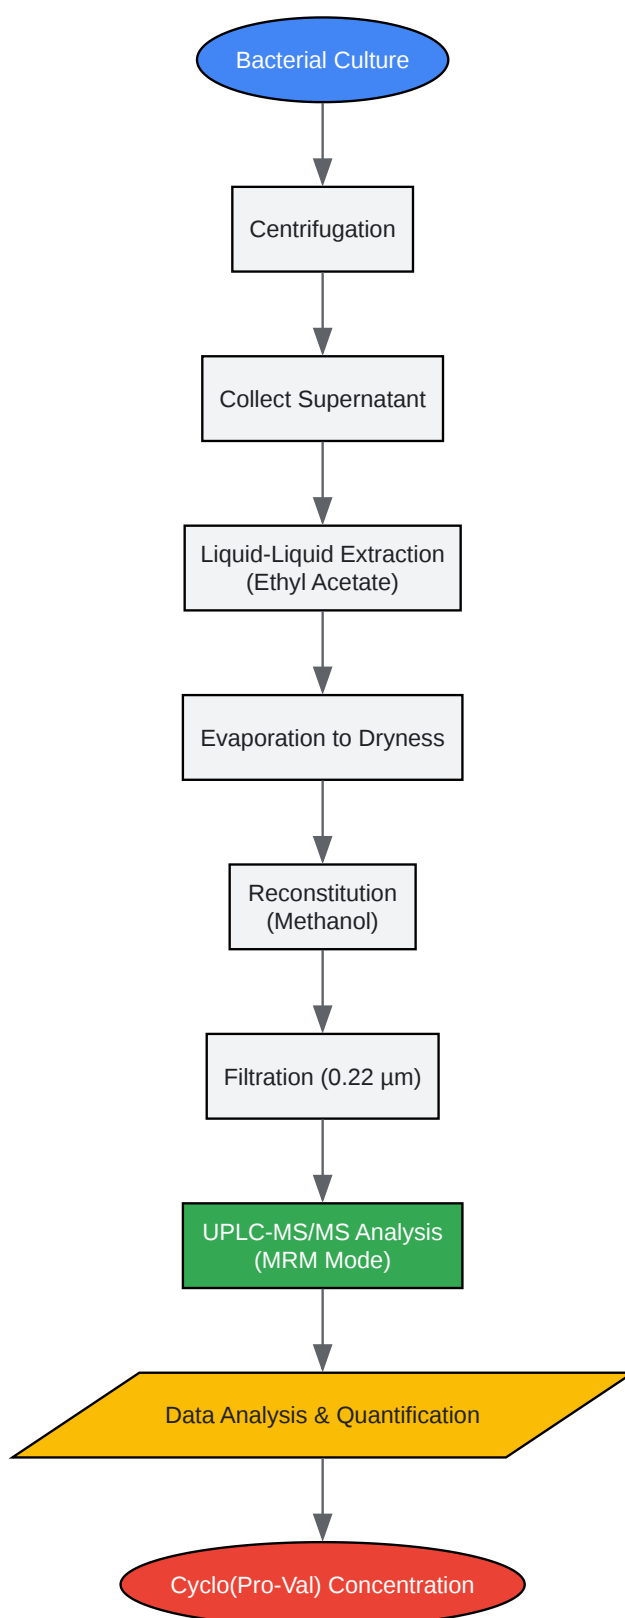 Bacterial Culture
Centrifugation
Collect Supernatant
Liquid-Liquid Extraction
(Ethyl Acetate)
Evaporation to Dryness
Reconstitution
(Methanol)
Filtration (0.22 µm)
UPLC-MS/MS Analysis
(MRM Mode)
Data Analysis & Quantification
Cyclo(Pro-Val) Concentration